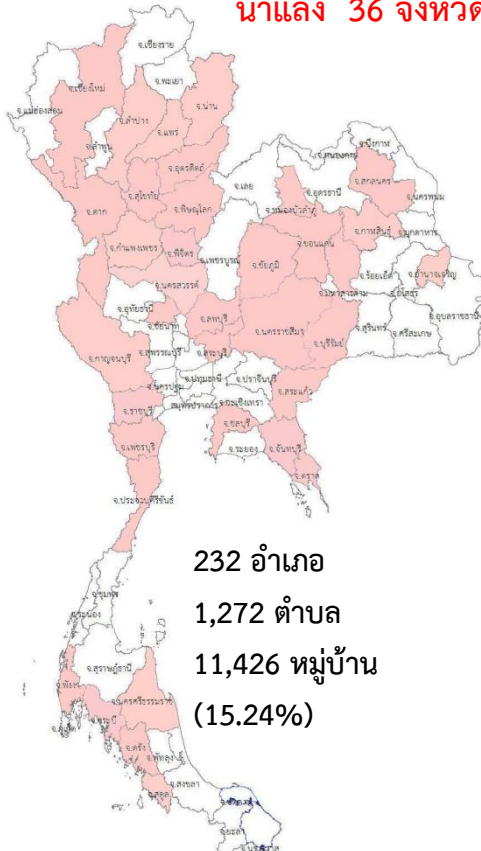 น้ำแล้ง 36 จังหวัด
จ.เชียงราย
จ.พะเยา
จ.เชียงใหม่
จ.แม่ฮ่องสอน
จ.น่าน
จ.ลำปาง
จ.แพร่
จ.ลำพูน
จ.อุตรดิตถ์
จ.เลย
จ.อุดรธานี
จ.สกลนคร
จ.นครพนม
จ.สุโขทัย
จ.ตาก
จ.พิษณุโลก
จ.หนองบัวลำภู
จ.กาฬสินธุ์
จ.ขอนแก่น
จ.กำแพงเพชร
จ.พิจิตร
จ.เพชรบูรณ์
จ.ชัยภูมิ
จ.ร้อยเอ็ด
จ.อำนาจเจริญ
จ.นครสวรรค์
จ.อุทัยธานี
จ.มหาสารคาม
จ.อุบลราชธานี
จ.ลพบุรี
จ.นครราชสีมา
จ.บุรีรัมย์
จ.สุรินทร์
จ.ศรีสะเกษ
จ.สุพรรณบุรี
จ.สระบุรี
จ.กาญจนบุรี
จ.นครปฐม
จ.ปทุมธานี
จ.ปราจีนบุรี
จ.สระแก้ว
จ.ราชบุรี
จ.ฉะเชิงเทรา
จ.ชลบุรี
จ.เพชรบุรี
จ.ระยอง
จ.จันทบุรี
จ.ตราด
จ.ประจวบคีรีขันธ์
232 อำเภอ
1,272 ตำบล
11,426 หมู่บ้าน
(15.24%)
จ.ชุมพร
จ.ระนอง
จ.สุราษฎร์ธานี
จ.พังงา
จ.นครศรีธรรมราช
จ.กระบี่
จ.ภูเก็ต
จ.ตรัง
จ.พัทลุง
จ.สงขลา
จ.สตูล
จ.ยะลา